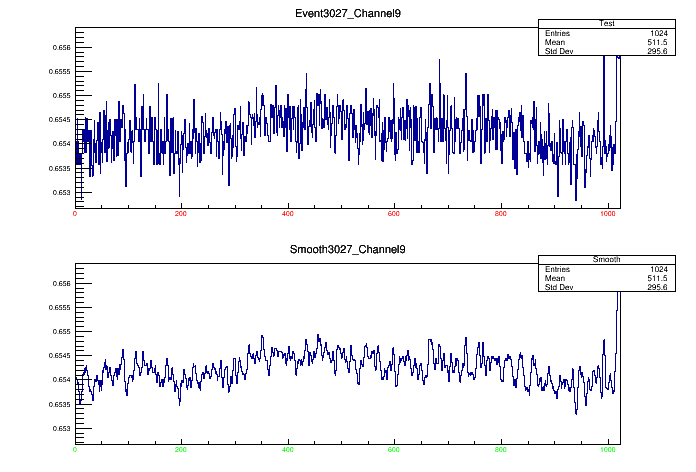 Event3027_Channel9
Test
Entries 1024
Mean 511.5
Std Dev 295.6
0.656
0.6555
0.655
0.6545
0.654
0.6535
0.653
0 200 400 600 800 1000
Smooth3027_Channel9
Smooth
Entries 1024
Mean 511.5
Std Dev 295.6
0.656
0.6555
0.655
0.6545
0.654
0.6535
0.653
0 200 400 600 800 1000